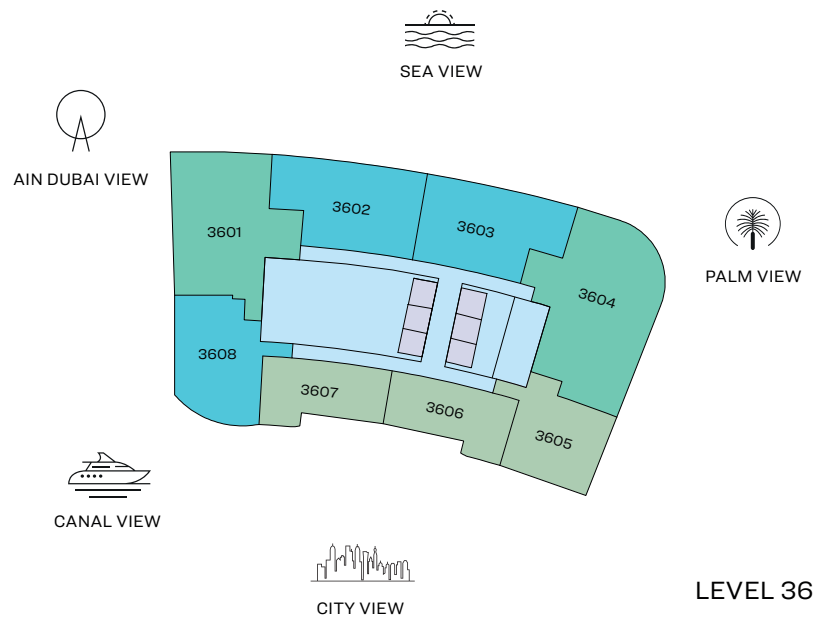 SEA VIEW
AIN DUBAI VIEW
3602
3603
3601
PALM VIEW
3604
3608
3607
3606
3605
CANAL VIEW
LEVEL 36
CITY VIEW